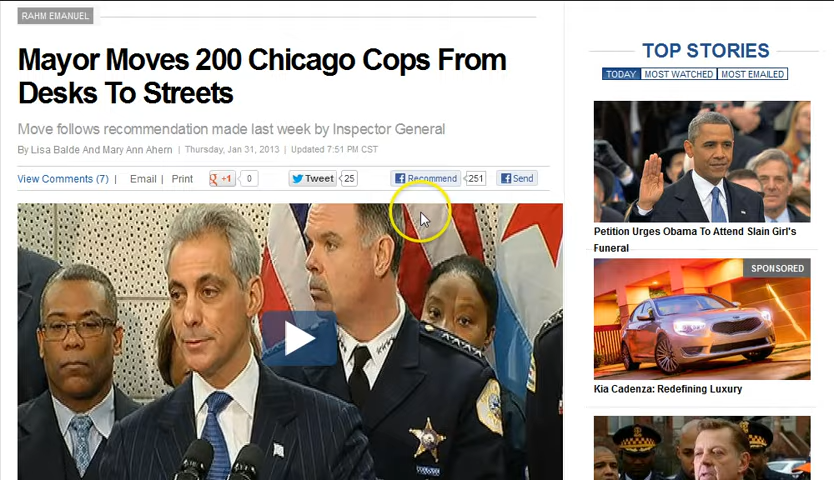 RAHM EMANUEL
Mayor Moves 200 Chicago Cops From
Desks To Streets
Move follows recommendation made last week by Inspector General
By Lisa Balde And Mary Ann Ahern | Thursday, Jan 31, 2013 | Updated 7:51 PM CST
View Comments (7) | Email | Print
+1 0
Tweet 25
Recommend 251
Send
TOP STORIES
TODAY MOST WATCHED MOST EMAILED
Petition Urges Obama To Attend Slain Girl's
Funeral
SPONSORED
Kia Cadenza: Redefining Luxury